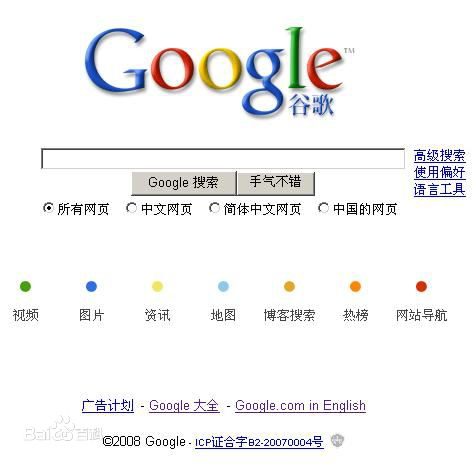 Google™
谷歌
高级搜索
Google 搜索 手气不错
使用偏好
语言工具
所有网页 中文网页 简体中文网页 中国的网页
视频 图片 资讯 地图 博客搜索 热榜 网站导航
广告计划 - Google 大全 - Google.com in English
Bai 百科
©2008 Google - ICP证合字B2-20070004号